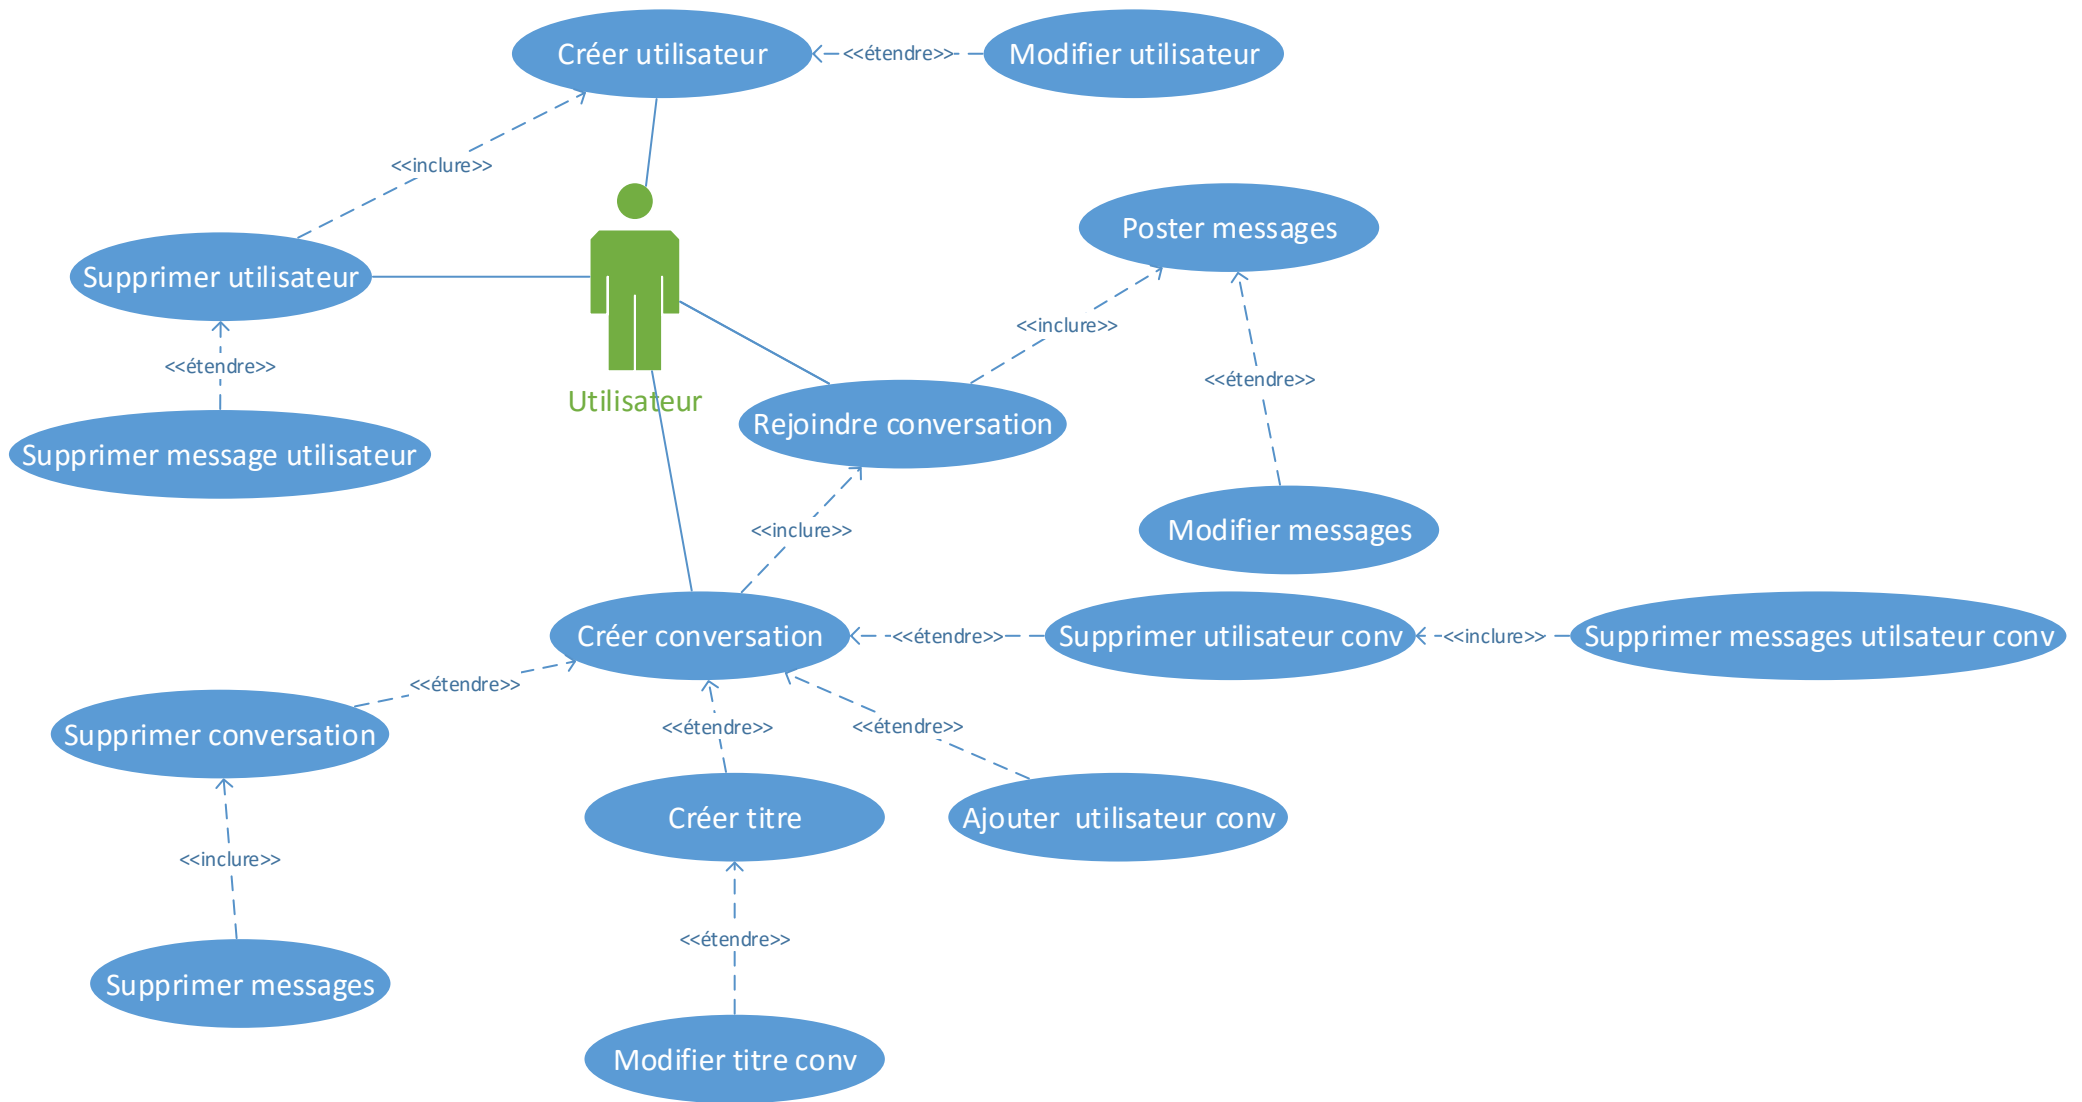 Créer utilisateur
<<étendre>>
Modifier utilisateur
<<inclure>>
Poster messages
Supprimer utilisateur
<<inclure>>
<<étendre>>
<<étendre>>
Utilisateur
Rejoindre conversation
Supprimer message utilisateur
<<inclure>>
Modifier messages
Créer conversation
<<étendre>>
Supprimer utilisateur conv
<<inclure>>
Supprimer messages utilsateur conv
<<étendre>>
<<étendre>>
<<étendre>>
Supprimer conversation
Créer titre
Ajouter  utilisateur conv
<<inclure>>
<<étendre>>
Supprimer messages
Modifier titre conv